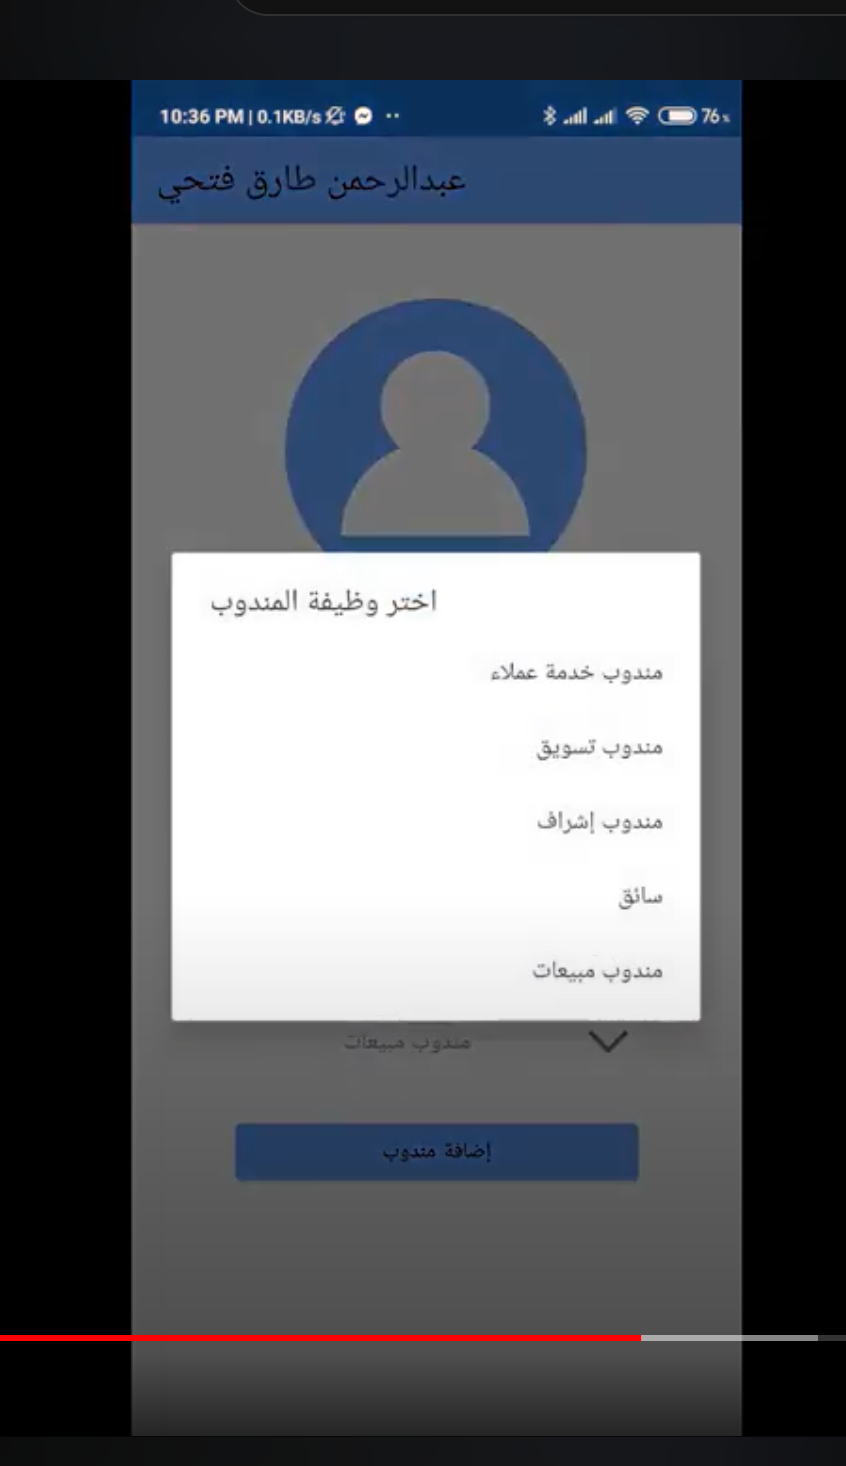 10:36 PM | 0.1KB/s
76%
عبدالرحمن طارق فتحي
اختر وظيفة المندوب
مندوب خدمة عملاء
مندوب تسويق
مندوب إشراف
سائق
مندوب مبيعات
مندوب مبيعات
إضافة مندوب